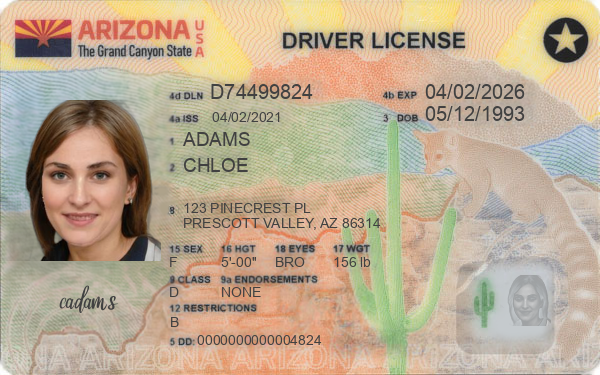 ARIZONA USA
The Grand Canyon State
DRIVER LICENSE
4d DLN D74499824
4b EXP 04/02/2026
4a ISS 04/02/2021
3 DOB 05/12/1993
1 ADAMS
2 CHLOE
8 123 PINECREST PL
PRESCOTT VALLEY, AZ 86314
15 SEX 16 HGT 18 EYES 17 WGT
F 5'-00" BRO 156 lb
9 CLASS 9a ENDORSEMENTS
D NONE
12 RESTRICTIONS
B
cadams
5 DD: 0000000000004824
ARIZONA ARIZONA ARIZONA ARIZONA